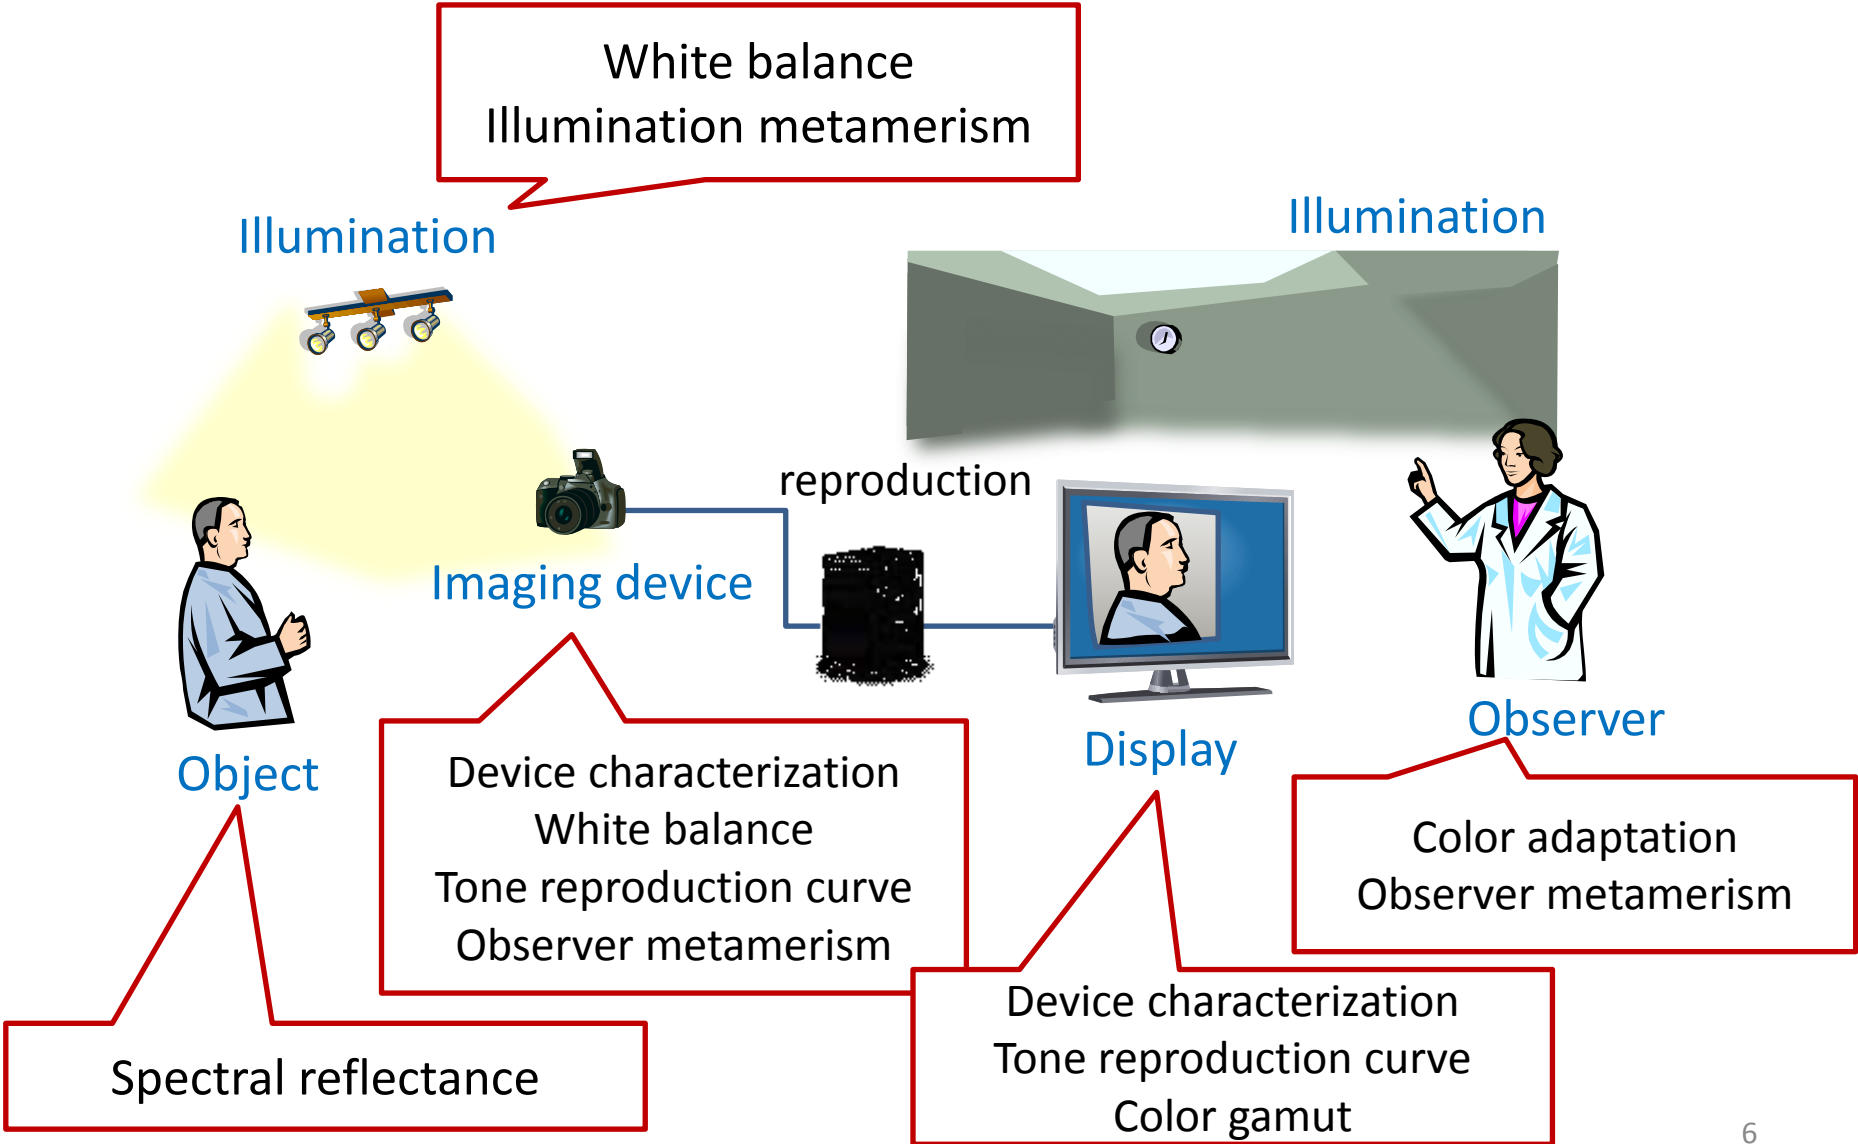 White balance
Illumination metamerism
Illumination
Illumination
reproduction
Imaging device
Object
Display
Observer
Device characterization
White balance
Tone reproduction curve
Observer metamerism
Color adaptation
Observer metamerism
Spectral reflectance
Device characterization
Tone reproduction curve
Color gamut
6